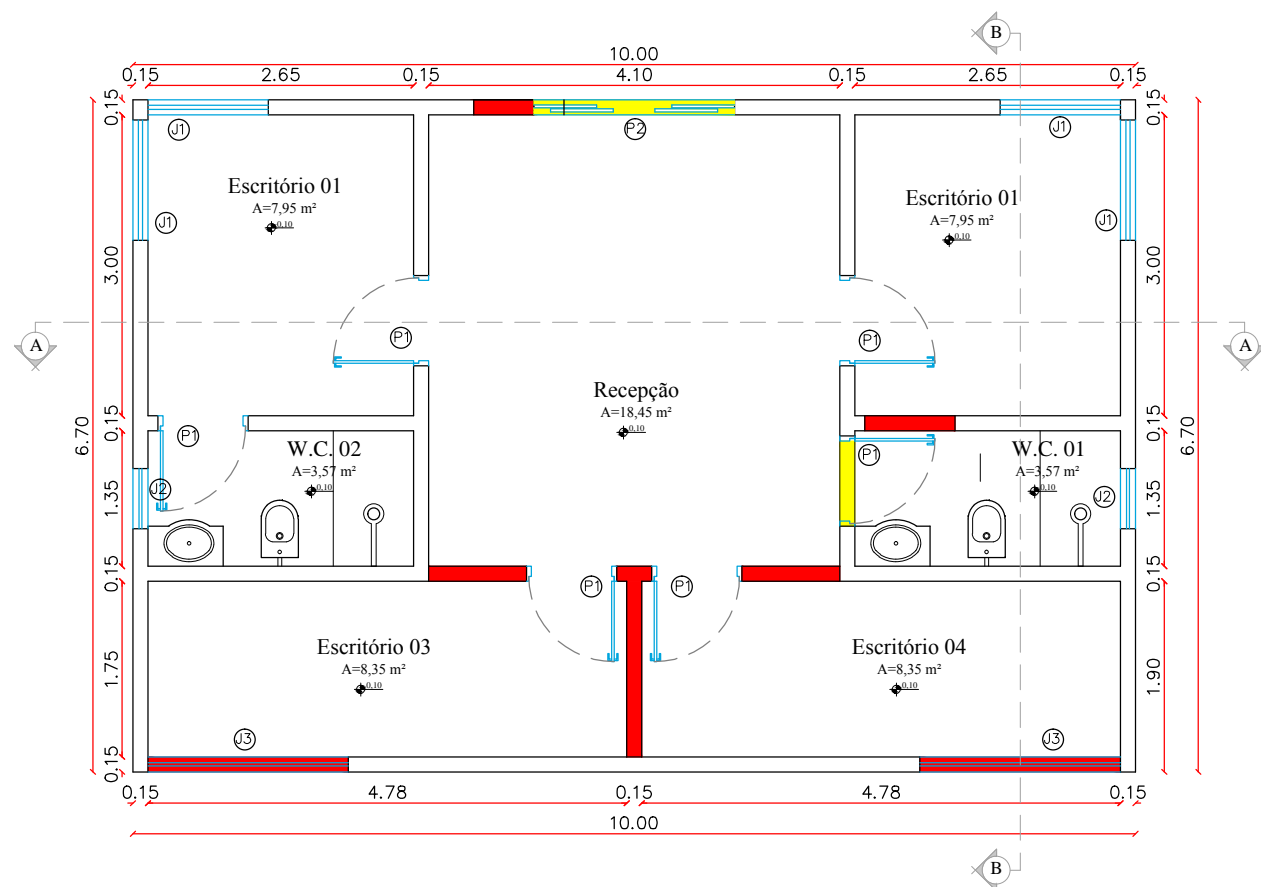 B
10.00
0.15
2.65
0.15
4.10
0.15
2.65
0.15
0.15
0.15
J1
P2
J1
Escritório 01
A=7,95 m²
0,10
Escritório 01
A=7,95 m²
0,10
J1
J1
3.00
3.00
P1
P1
A
A
Recepção
A=18,45 m²
0,10
6.70
6.70
0.15
0.15
P1
P1
W.C. 02
A=3,57 m²
0,10
W.C. 01
A=3,57 m²
0,10
J2
J2
1.35
1.35
0.15
0.15
P1
P1
Escritório 03
A=8,35 m²
0,10
Escritório 04
A=8,35 m²
0,10
1.75
1.90
J3
J3
0.15
0.15
4.78
0.15
4.78
0.15
10.00
B